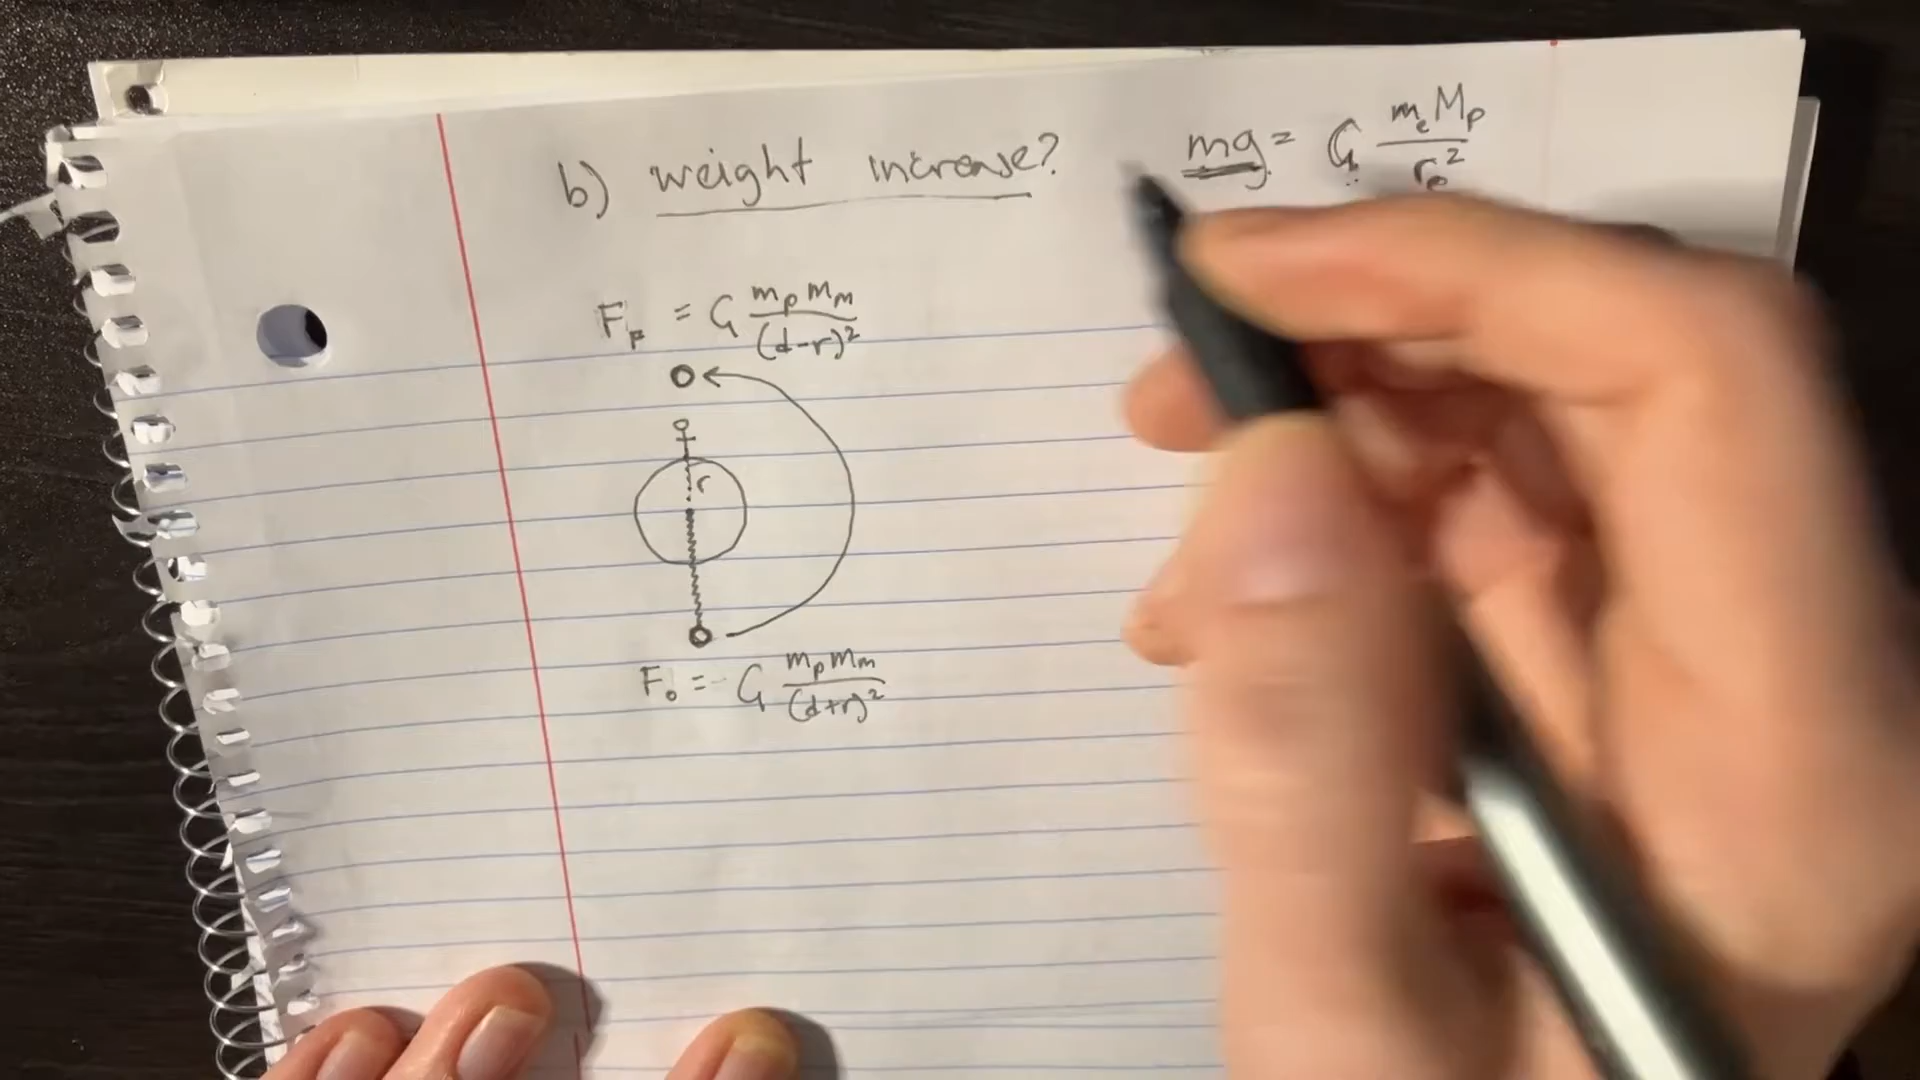 b) weight increase?
mg = G m_e M_p / r_e^2
F_p = G m_p m_m / (d-r)^2
r
F_o = - G m_p m_m / (d+r)^2